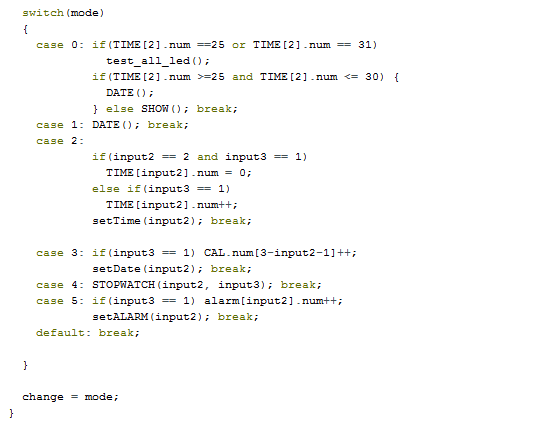 switch(mode)
{
case 0: if(TIME[2].num ==25 or TIME[2].num == 31)
test_all_led();
if(TIME[2].num >=25 and TIME[2].num <= 30) {
DATE();
} else SHOW(); break;
case 1: DATE(); break;
case 2:
if(input2 == 2 and input3 == 1)
TIME[input2].num = 0;
else if(input3 == 1)
TIME[input2].num++;
setTime(input2); break;
case 3: if(input3 == 1) CAL.num[3-input2-1]++;
setDate(input2); break;
case 4: STOPWATCH(input2, input3); break;
case 5: if(input3 == 1) alarm[input2].num++;
setALARM(input2); break;
default: break;
}
change = mode;
}